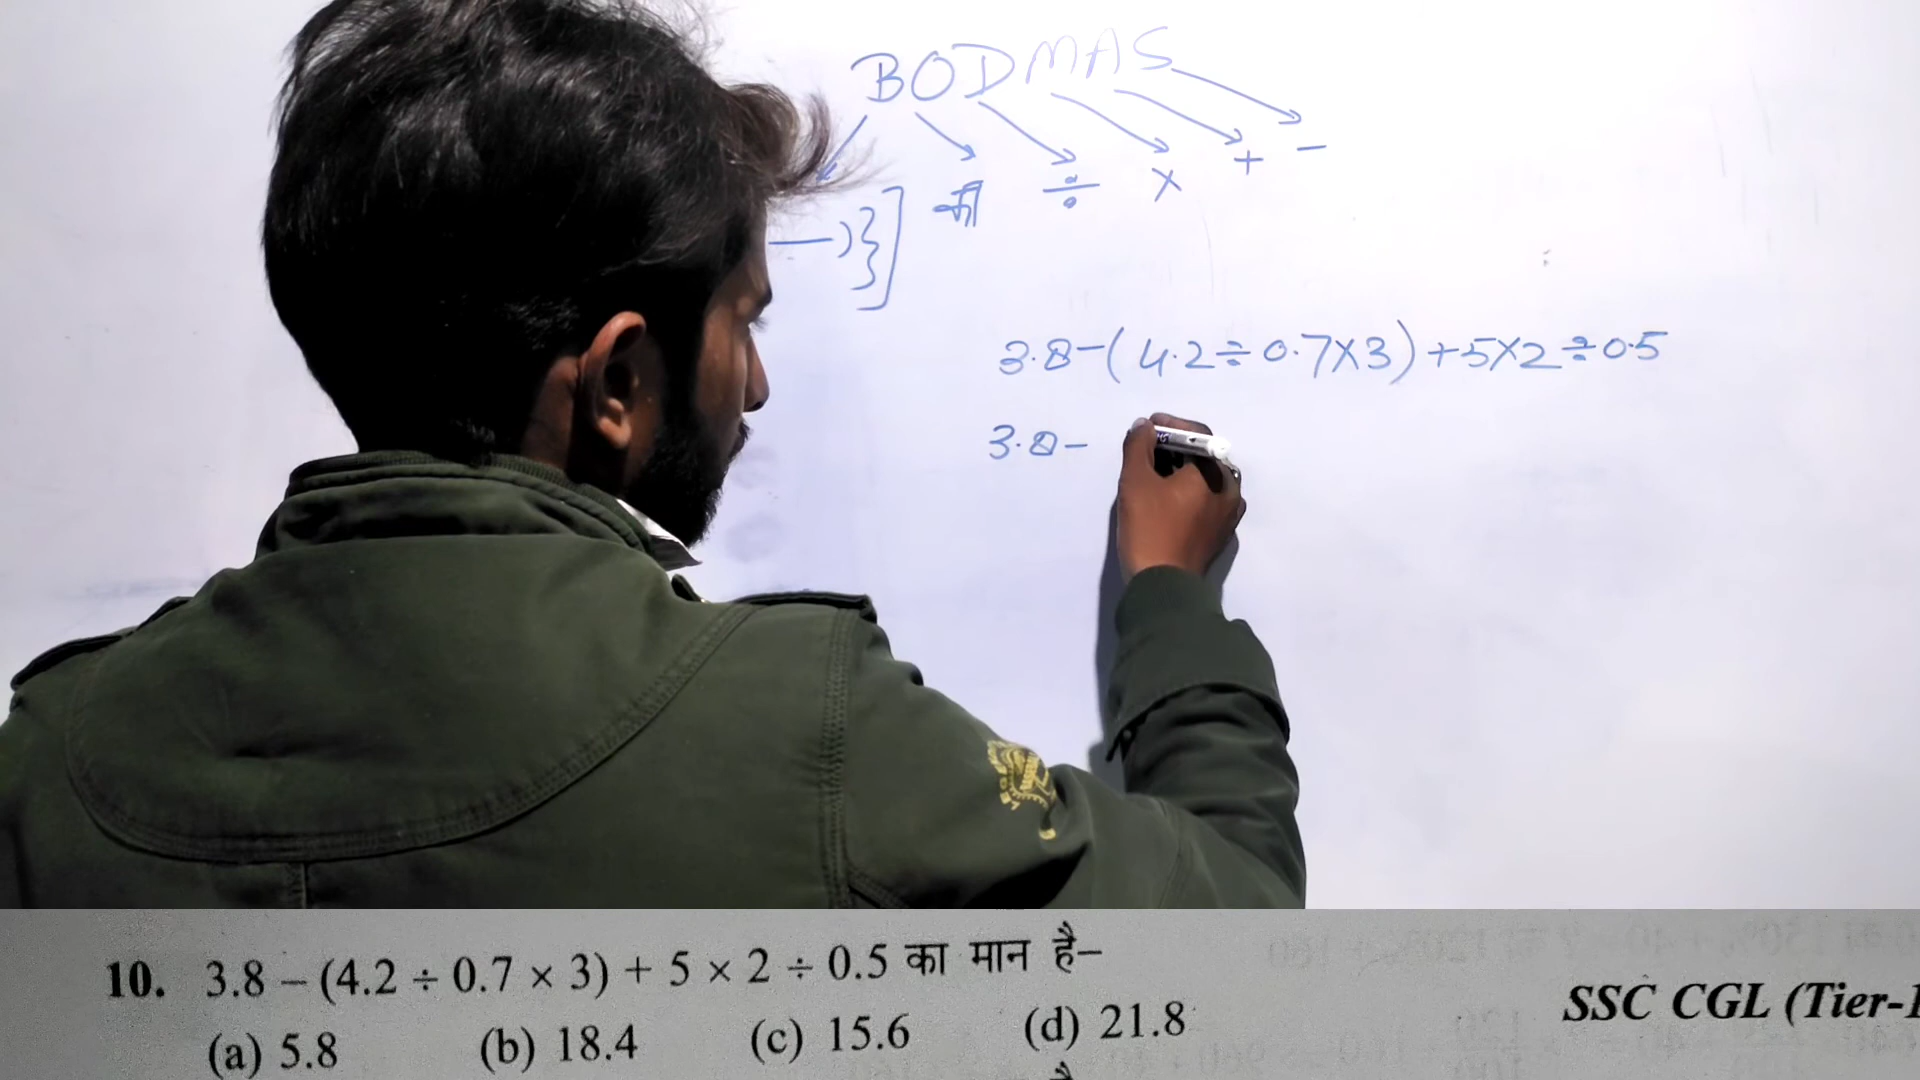 BODMAS
की ÷ × + −
—)}]
3.8−(4.2÷0.7×3)+5×2÷0.5
3.8−
10. 3.8 – (4.2 ÷ 0.7 × 3) + 5 × 2 ÷ 0.5 का मान है–
SSC CGL (Tier-1
(a) 5.8 (b) 18.4 (c) 15.6 (d) 21.8